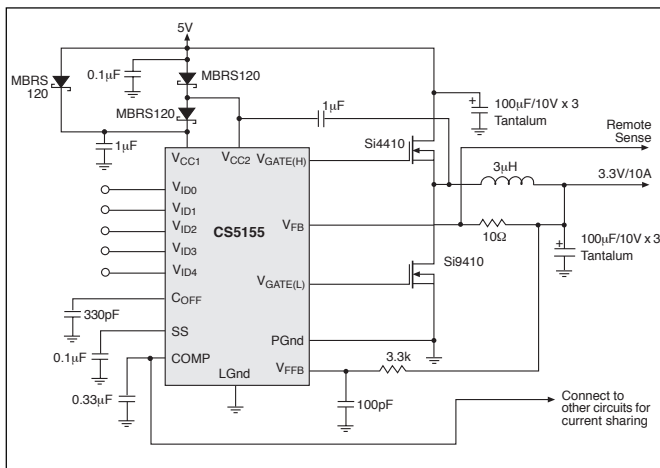 5V
MBRS
120
0.1µF
MBRS120
MBRS120
1µF
1µF
100µF/10V x 3
Tantalum
Si4410
Remote
Sense
3µH
3.3V/10A
VCC1
VCC2
VGATE(H)
VID0
VID1
VID2
VID3
VID4
CS5155
VFB
10Ω
100µF/10V x 3
Tantalum
Si9410
VGATE(L)
COFF
330pF
SS
PGnd
0.1µF
COMP
VFFB
3.3k
LGnd
0.33µF
100pF
Connect to
other circuits for
current sharing